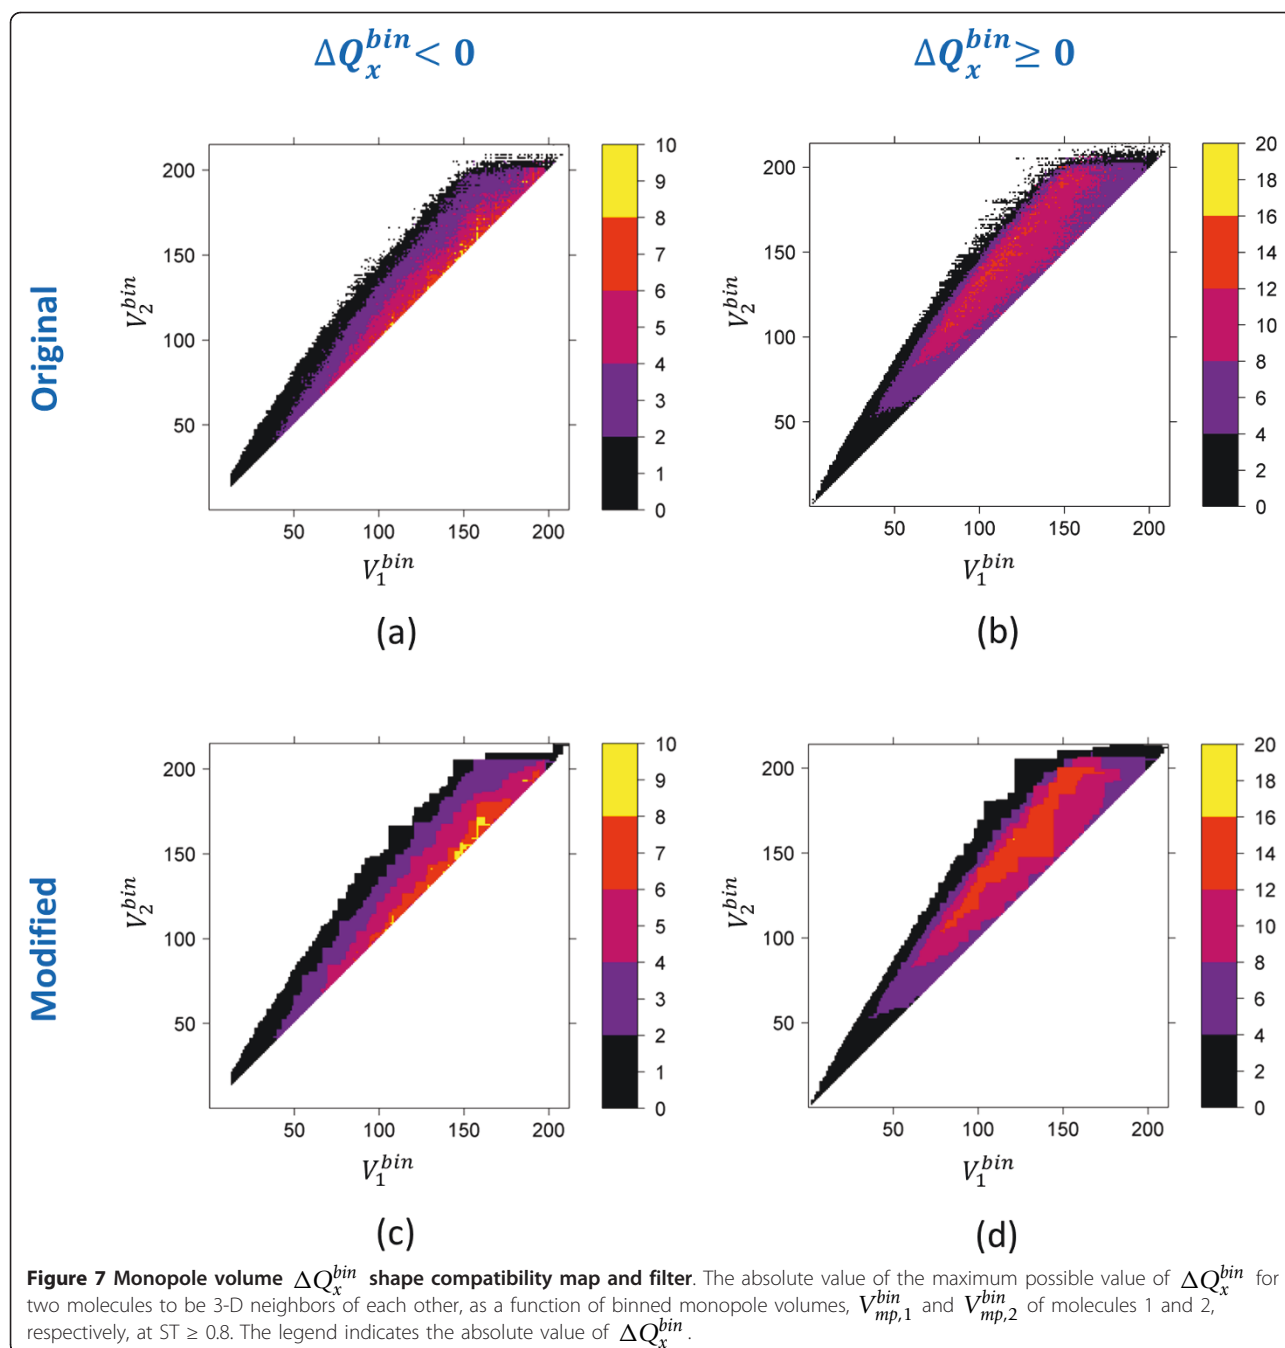 ΔQ_x^bin < 0
ΔQ_x^bin ≥ 0
Original
V_2^bin
200
150
100
50
50 100 150 200
V_1^bin
10
9
8
7
6
5
4
3
2
1
0
(a)
V_2^bin
200
150
100
50
50 100 150 200
V_1^bin
20
18
16
14
12
10
8
6
4
2
0
(b)
Modified
V_2^bin
200
150
100
50
50 100 150 200
V_1^bin
10
9
8
7
6
5
4
3
2
1
0
(c)
V_2^bin
200
150
100
50
50 100 150 200
V_1^bin
20
18
16
14
12
10
8
6
4
2
0
(d)
Figure 7 Monopole volume ΔQ_x^bin shape compatibility map and filter. The absolute value of the maximum possible value of ΔQ_x^bin for
two molecules to be 3-D neighbors of each other, as a function of binned monopole volumes, V_mp,1^bin and V_mp,2^bin of molecules 1 and 2,
respectively, at ST ≥ 0.8. The legend indicates the absolute value of ΔQ_x^bin.